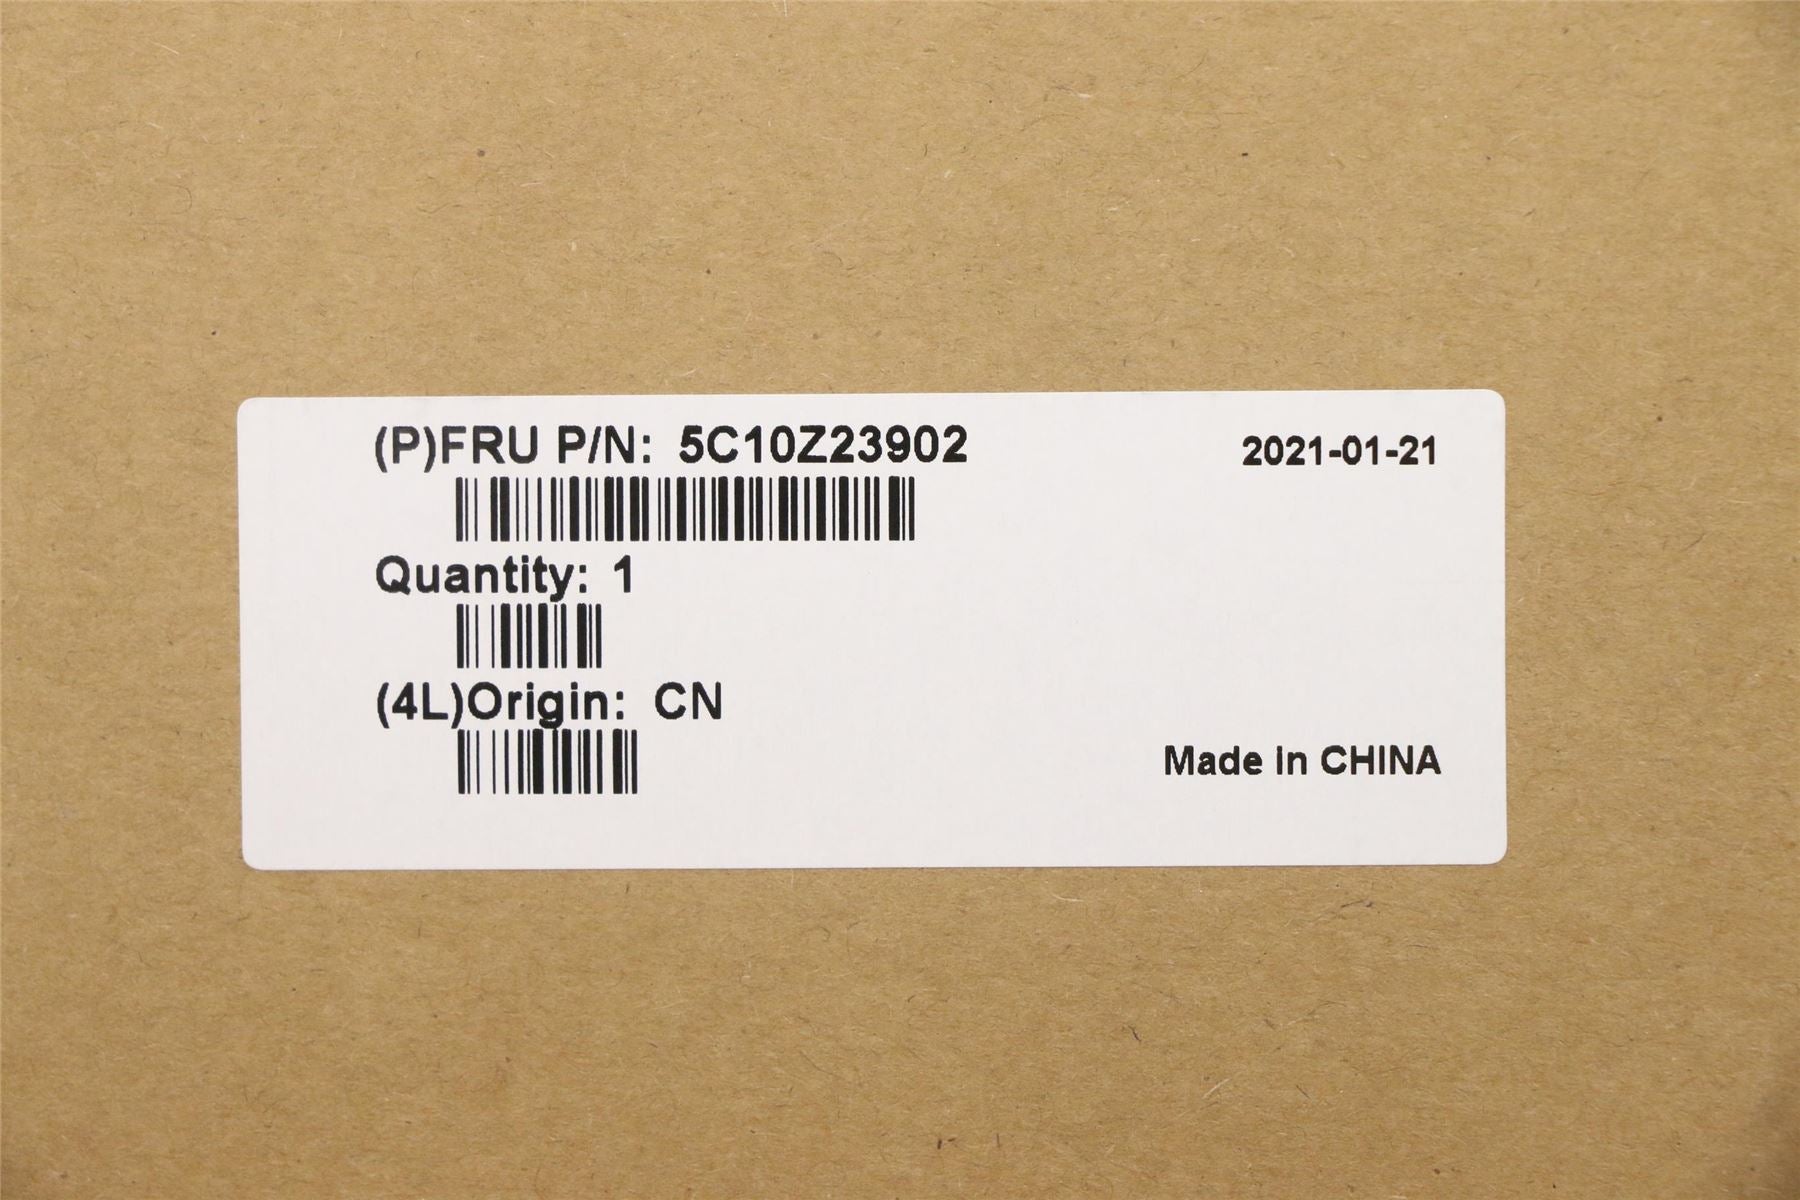 (P)FRU P/N: 5C10Z23902
2021-01-21
Quantity: 1
(4L)Origin: CN
Made in CHINA